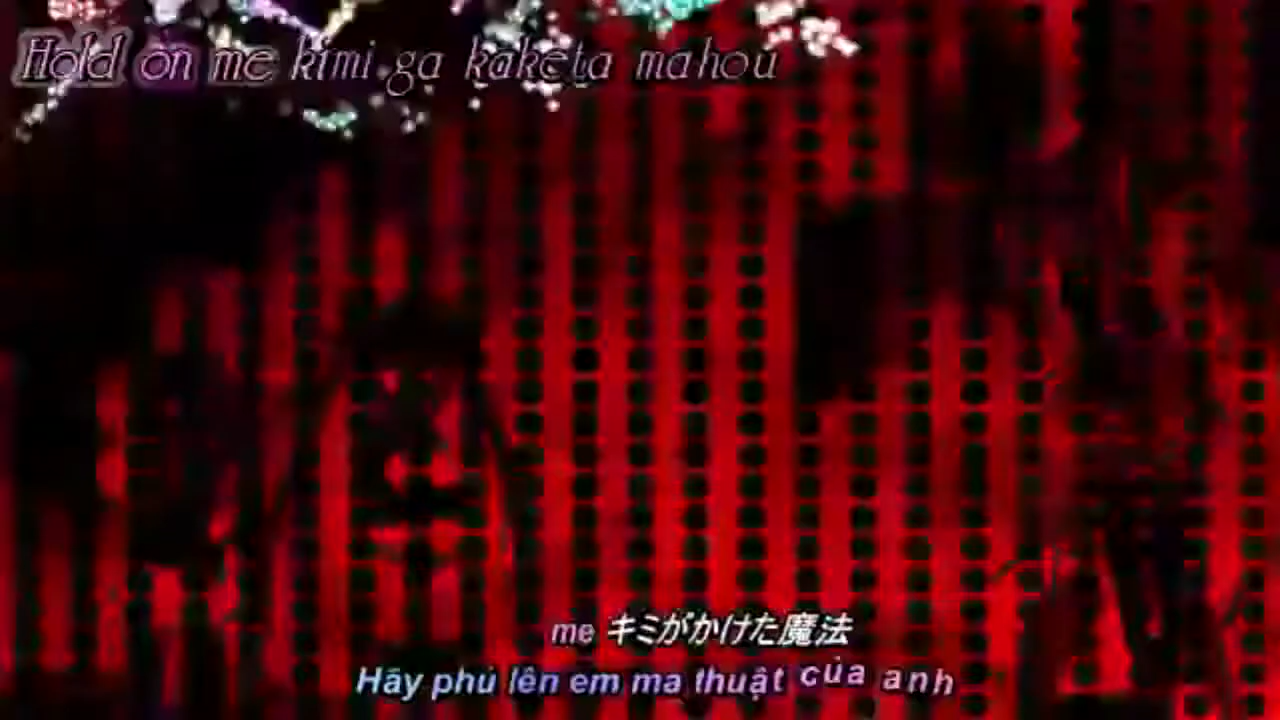 Hold on me kimi ga kaketa mahou
me キミがかけた魔法
Hãy phủ lên em ma thuật của anh